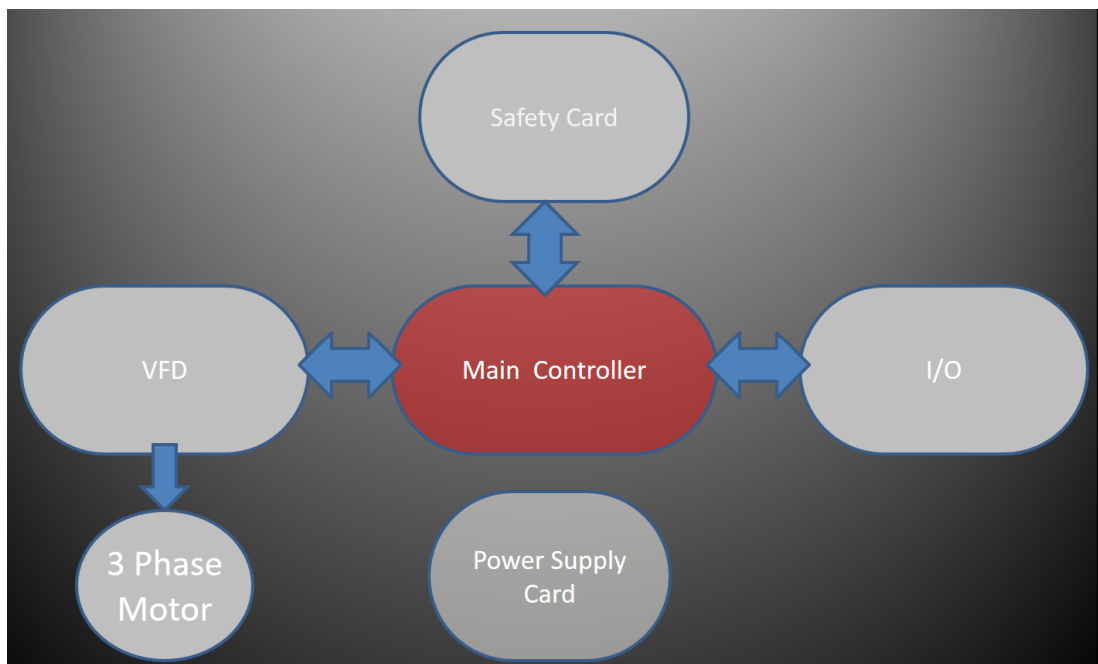 Safety Card
VFD
Main Controller
I/O
3 Phase
Motor
Power Supply
Card